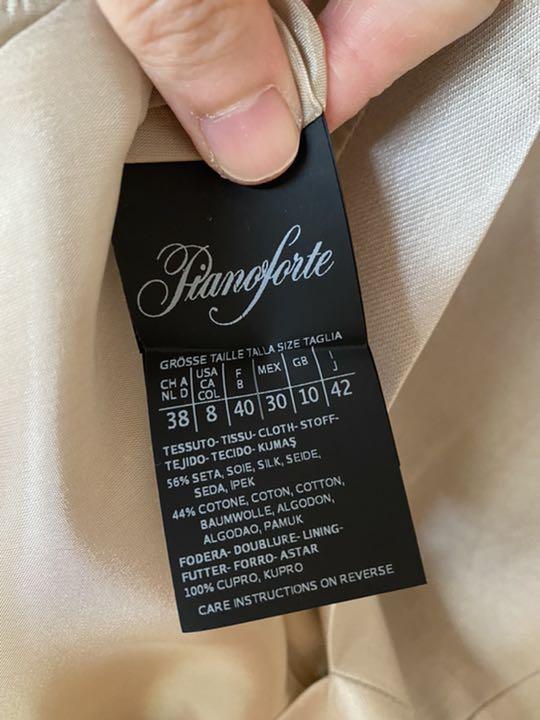 Pianoforte
GRÖSSE TAILLE TALLA SIZE TAGLIA
CH A NL D USA CA COL F B MEX GB I J
38 8 40 30 10 42
TESSUTO- TISSU- CLOTH- STOFF-
TEJIDO- TECIDO- KUMAŞ
56% SETA, SOIE, SILK, SEIDE,
SEDA, İPEK
44% COTONE, COTON, COTTON,
BAUMWOLLE, ALGODON,
ALGODAO, PAMUK
FODERA- DOUBLURE- LINING-
FUTTER- FORRO- ASTAR
100% CUPRO, KUPRO
CARE INSTRUCTIONS ON REVERSE